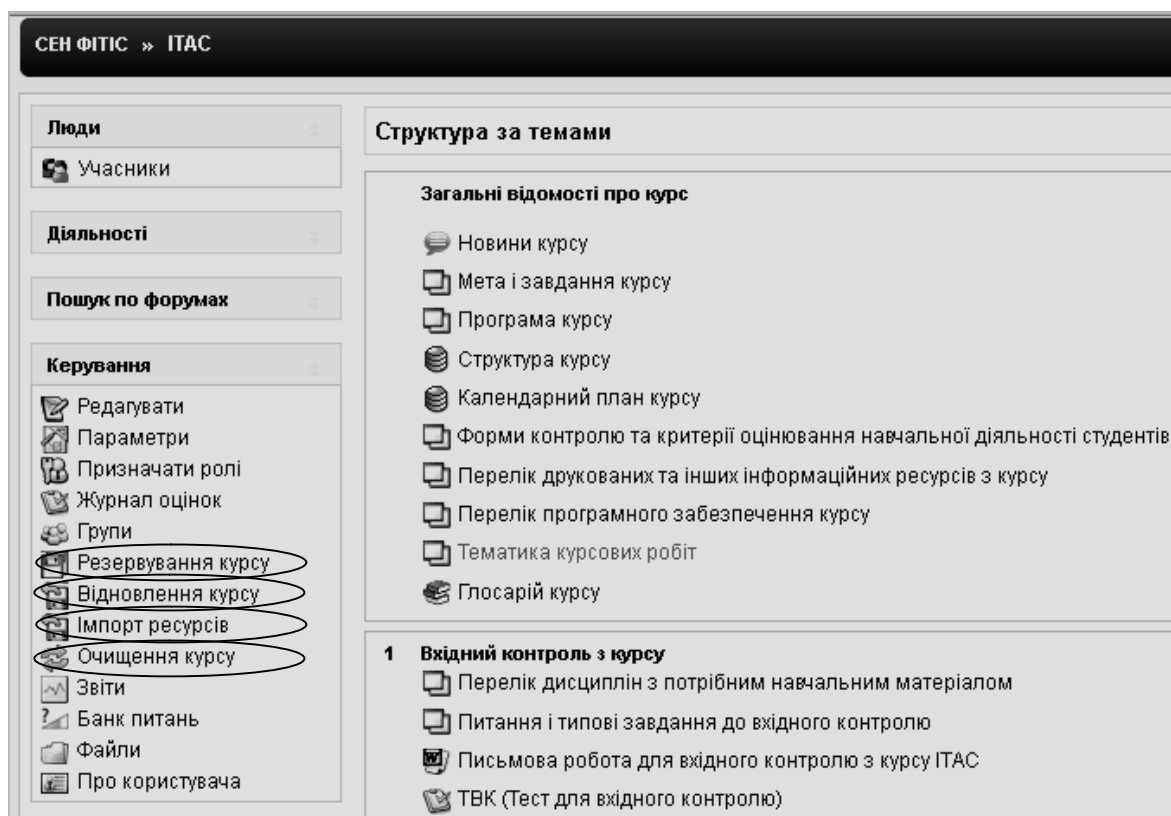 СЕН ФІТІС » ІТАС
Люди
Учасники
Діяльності
Пошук по форумах
Керування
Редагувати
Параметри
Призначати ролі
Журнал оцінок
Групи
Резервування курсу
Відновлення курсу
Імпорт ресурсів
Очищення курсу
Звіти
Банк питань
Файли
Про користувача
Структура за темами
Загальні відомості про курс
Новини курсу
Мета і завдання курсу
Програма курсу
Структура курсу
Календарний план курсу
Форми контролю та критерії оцінювання навчальної діяльності студентів
Перелік друкованих та інших інформаційних ресурсів з курсу
Перелік програмного забезпечення курсу
Тематика курсових робіт
Глосарій курсу
1 Вхідний контроль з курсу
Перелік дисциплін з потрібним навчальним матеріалом
Питання і типові завдання до вхідного контролю
Письмова робота для вхідного контролю з курсу ІТАС
ТВК (Тест для вхідного контролю)